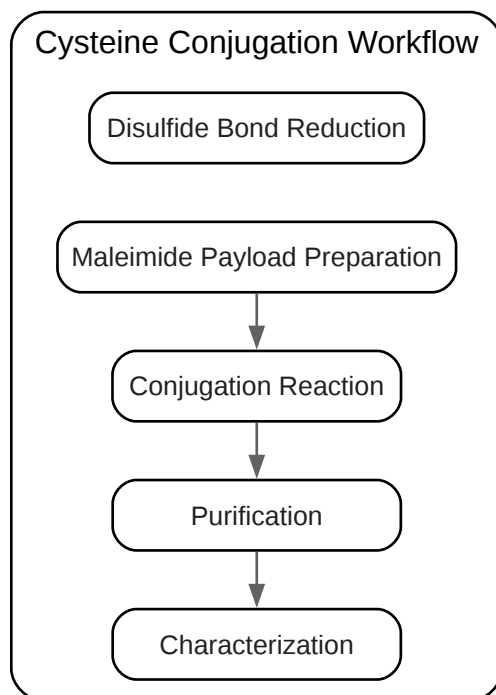 Cysteine Conjugation Workflow
Disulfide Bond Reduction
Maleimide Payload Preparation
Conjugation Reaction
Purification
Characterization